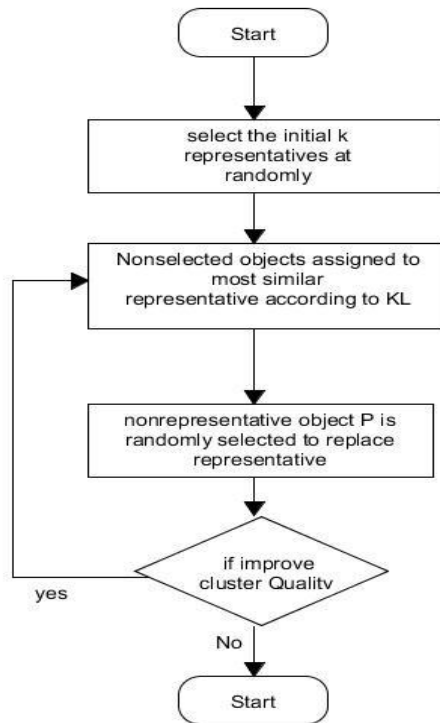 Start
select the initial k
representatives at
randomly
Nonselected objects assigned to
most similar
representative according to KL
nonrepresentative object P is
randomly selected to replace
representative
if improve
cluster Quality
yes
No
Start